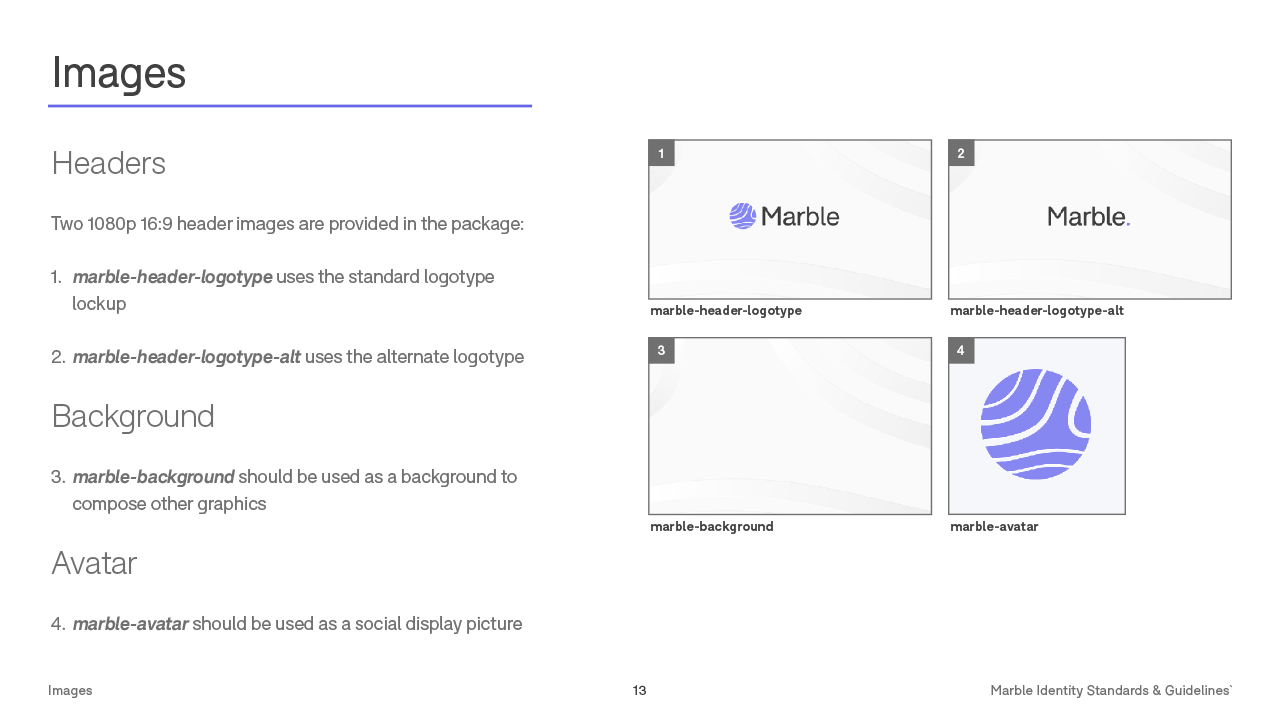 Images
Headers
Two 1080p 16:9 header images are provided in the package:
1. marble-header-logotype uses the standard logotype
lockup
2. marble-header-logotype-alt uses the alternate logotype
Background
3. marble-background should be used as a background to
compose other graphics
Avatar
4. marble-avatar should be used as a social display picture
1
Marble
marble-header-logotype
2
Marble.
marble-header-logotype-alt
3
marble-background
4
marble-avatar
Images
13
Marble Identity Standards & Guidelines`